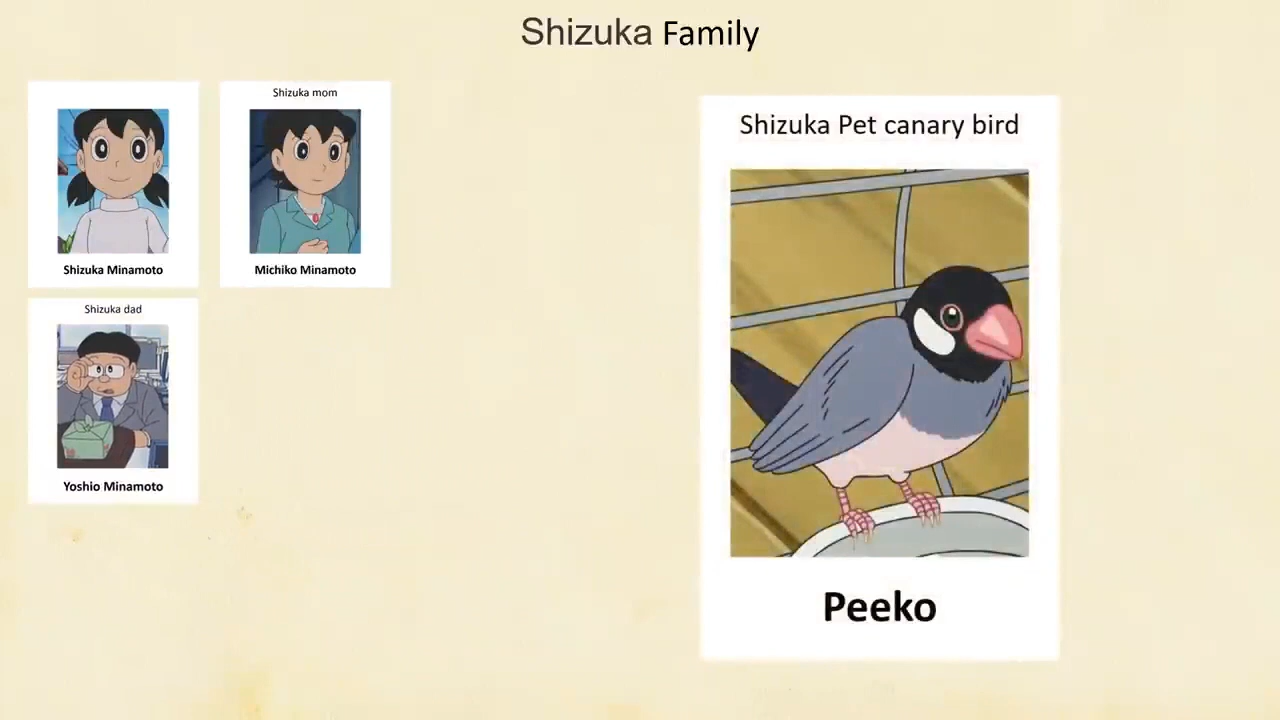 Shizuka Family
Shizuka Minamoto
Shizuka mom
Michiko Minamoto
Shizuka dad
Yoshio Minamoto
Shizuka Pet canary bird
Peeko